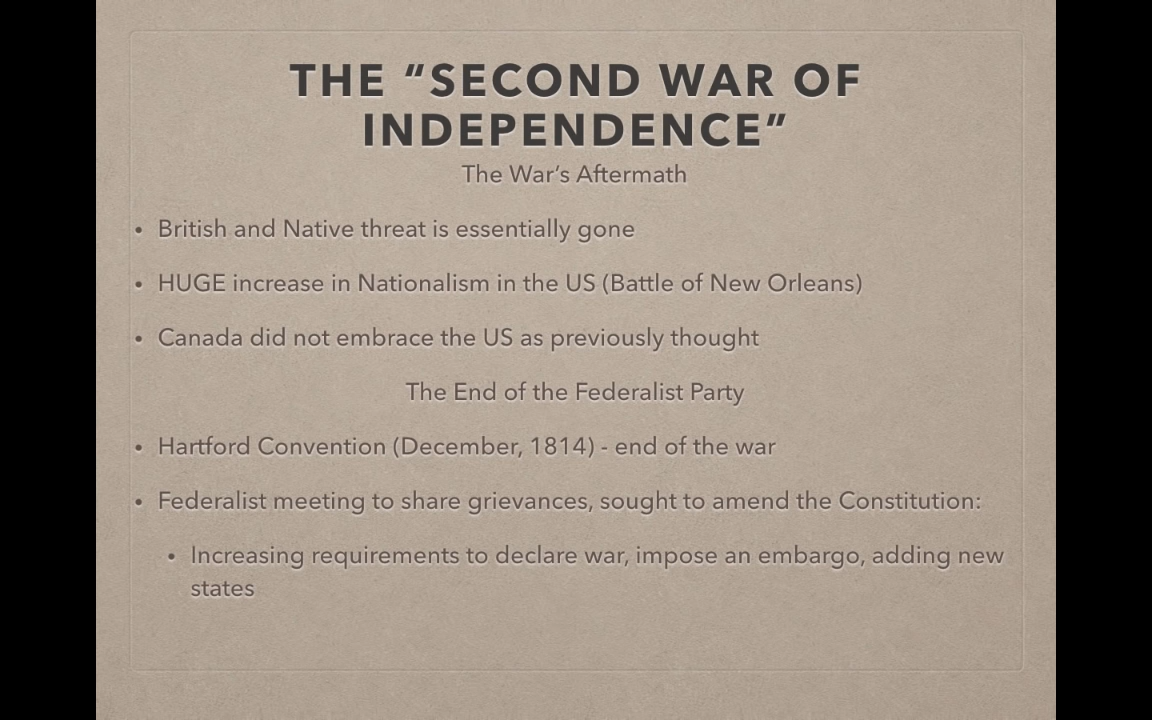 THE “SECOND WAR OF
INDEPENDENCE”
The War’s Aftermath
• British and Native threat is essentially gone
• HUGE increase in Nationalism in the US (Battle of New Orleans)
• Canada did not embrace the US as previously thought
The End of the Federalist Party
• Hartford Convention (December, 1814) - end of the war
• Federalist meeting to share grievances, sought to amend the Constitution:
• Increasing requirements to declare war, impose an embargo, adding new
states